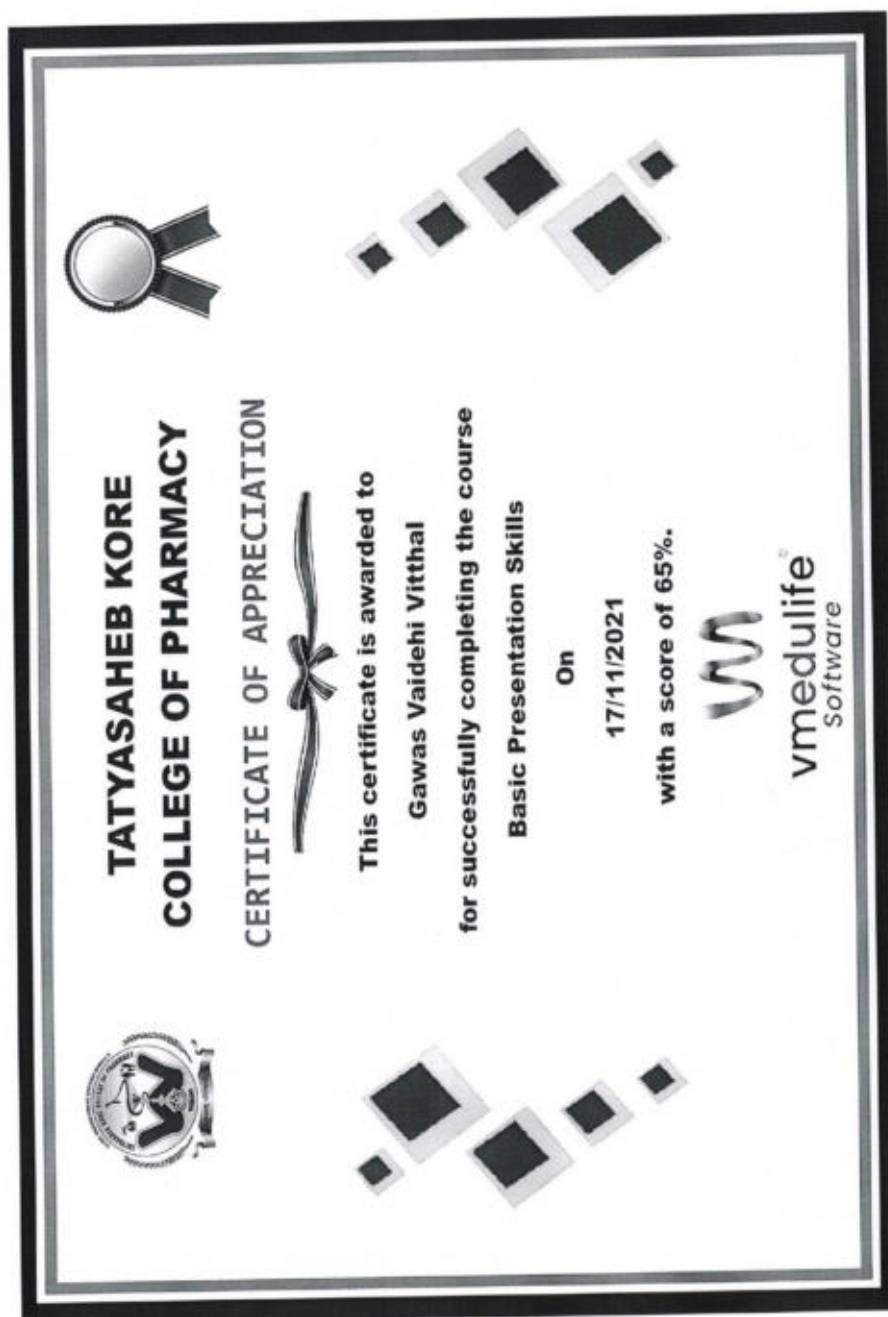 TATYASAHEB KORE
COLLEGE OF PHARMACY
CERTIFICATE OF APPRECIATION
This certificate is awarded to
Gawas Vaidehi Vitthal
for successfully completing the course
Basic Presentation Skills
On
17/11/2021
with a score of 65%.
vmedulife
Software